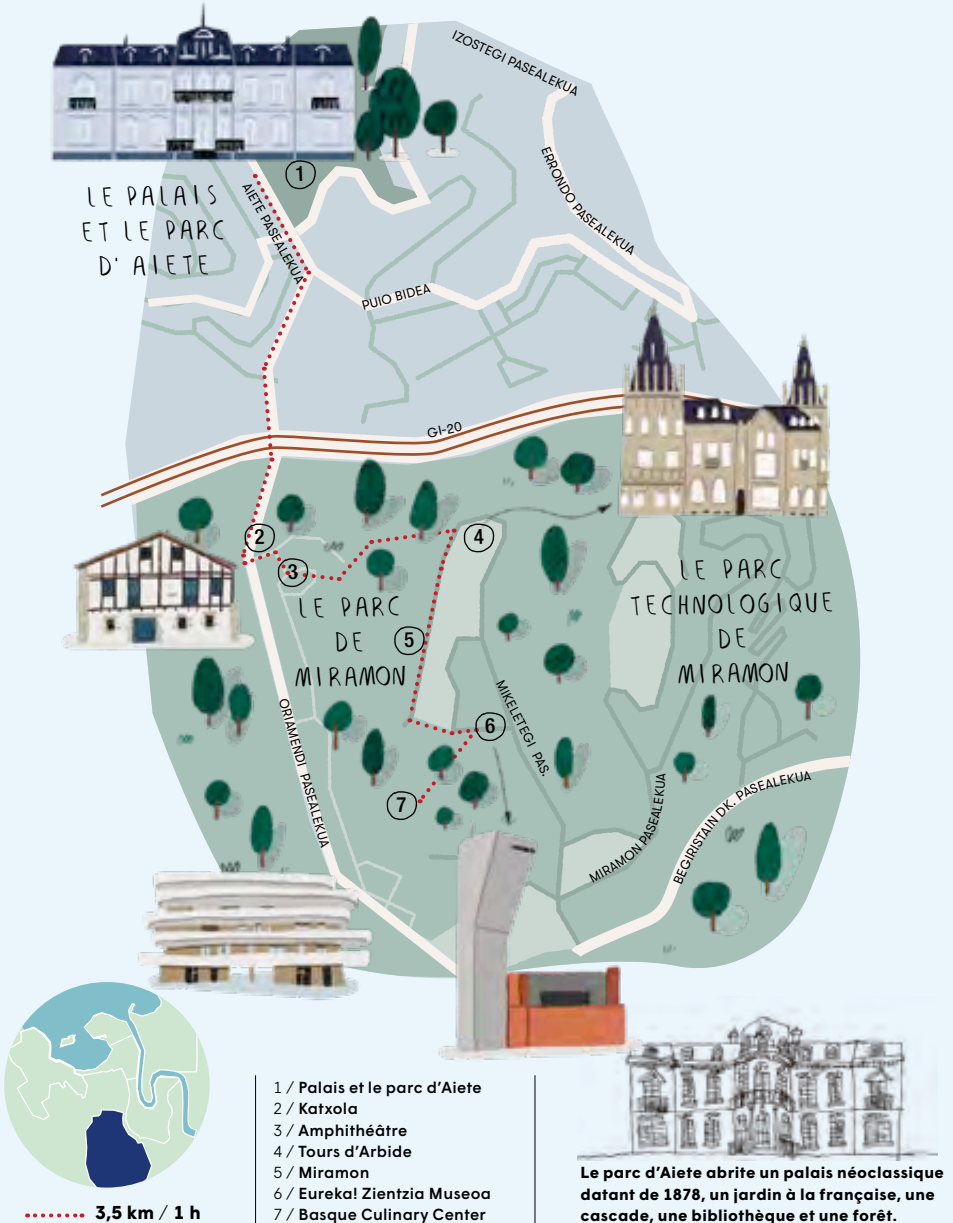 IZOSTEGI PASEALEKUA
ERRONDO PASEALEKUA
1
AIETE PASEALEKUA
LE PALAIS
ET LE PARC
D'AIETE
PUIO BIDEA
GI-20
2
3
4
LE PARC
DE
MIRAMON
5
LE PARC
TECHNOLOGIQUE
DE
MIRAMON
MIKELETEGI PAS.
6
7
ORIAMENDI PASEALEKUA
MIRAMON PASEALEKUA
BEGIRISTAIN DK. PASEALEKUA
3,5 km / 1 h
1 / Palais et le parc d'Aiete
2 / Katxola
3 / Amphithéâtre
4 / Tours d'Arbide
5 / Miramon
6 / Eureka! Zientzia Museoa
7 / Basque Culinary Center
Le parc d'Aiete abrite un palais néoclassique
datant de 1878, un jardin à la française, une
cascade, une bibliothèque et une forêt.